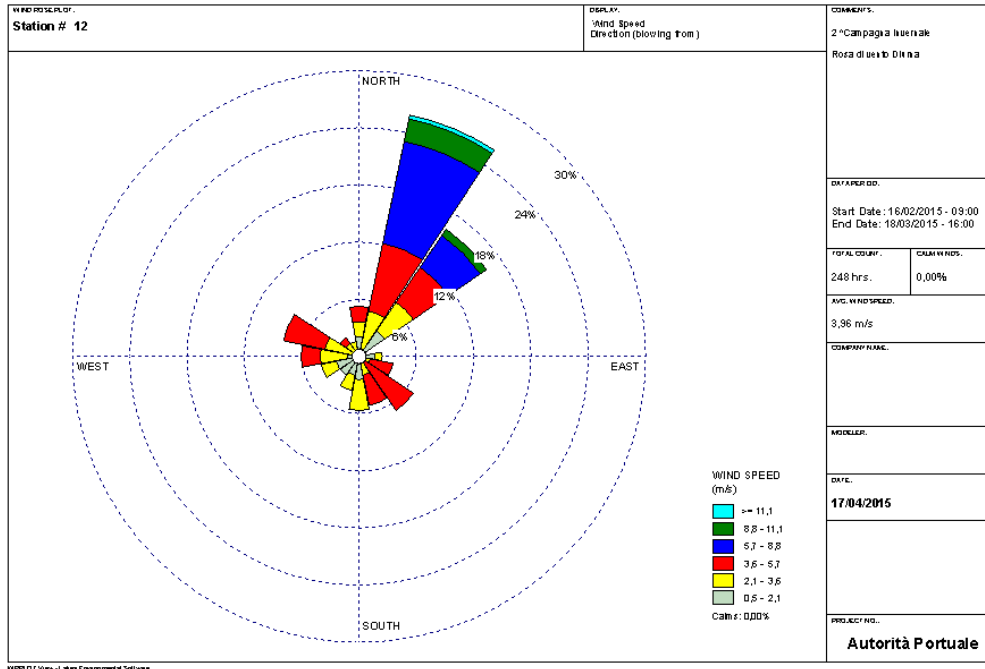 WIND ROSE PLOT:
Station # 12
DISPLAY:
Wind Speed
Direction (blowing from)
COMMENTS:
2 °Campagna Invernale
Rosa di vento Diurna
DATA PERIOD:
Start Date: 16/02/2015 - 09:00
End Date: 18/03/2015 - 16:00
TOTAL COUNT:
248 hrs.
CALM WINDS:
0,00%
AVG. WIND SPEED:
3,96 m/s
COMPANY NAME:
MODELER:
DATE:
17/04/2015
PROJECT NO.:
Autorità Portuale
NORTH
EAST
SOUTH
WEST
6%
12%
18%
24%
30%
WIND SPEED
(m/s)
>= 11,1
8,8 - 11,1
5,7 - 8,8
3,6 - 5,7
2,1 - 3,6
0,5 - 2,1
Calms: 0,00%
WRPLOT View - Lakes Environmental Software